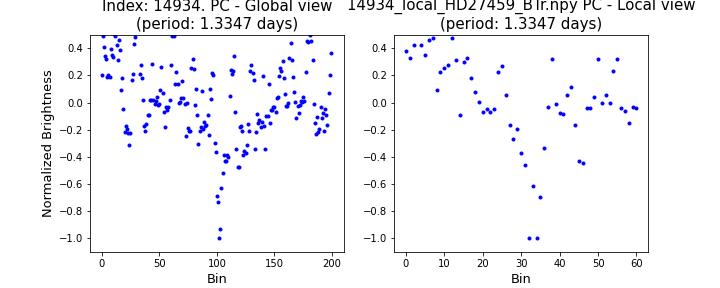 Index: 14934. PC - Global view
(period: 1.3347 days)
14934_local_HD27459_BTr.npy PC - Local view
(period: 1.3347 days)
Normalized Brightness
0.4
0.2
0.0
−0.2
−0.4
−0.6
−0.8
−1.0
0 50 100 150 200
Bin
0.4
0.2
0.0
−0.2
−0.4
−0.6
−0.8
−1.0
0 10 20 30 40 50 60
Bin